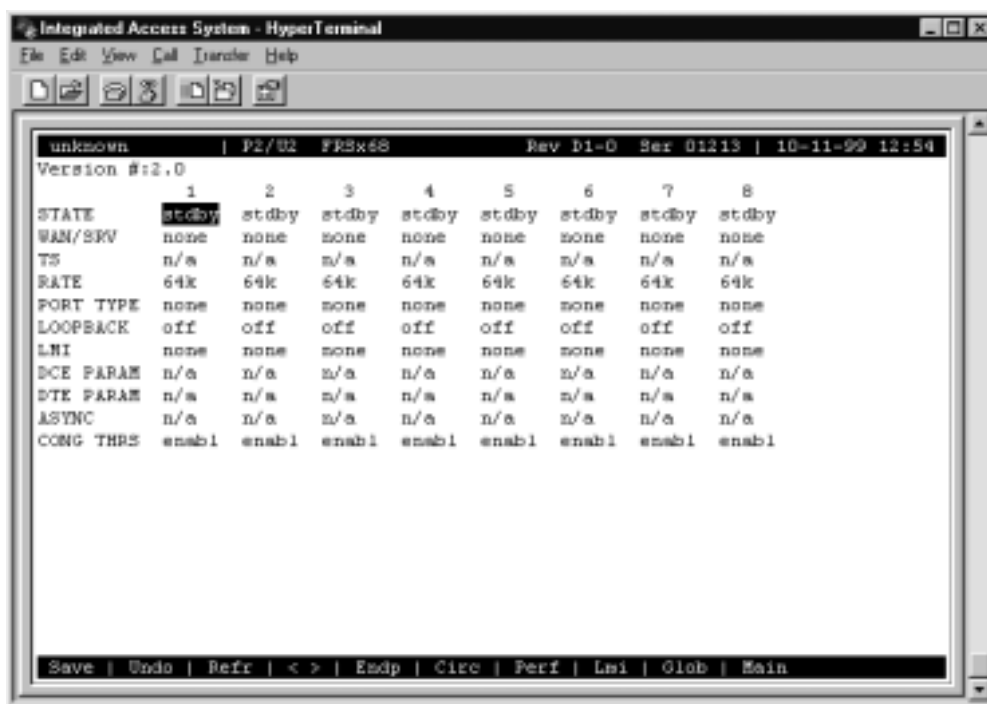 Integrated Access System - HyperTerminal
File Edit View Call Transfer Help
unknown | P2/U2 FRSx68 Rev D1-0 Ser 01213 | 10-11-99 12:54
Version #:2.0
1 2 3 4 5 6 7 8
STATE stdby stdby stdby stdby stdby stdby stdby stdby
WAN/SRV none none none none none none none none
TS n/a n/a n/a n/a n/a n/a n/a n/a
RATE 64k 64k 64k 64k 64k 64k 64k 64k
PORT TYPE none none none none none none none none
LOOPBACK off off off off off off off off
LMI none none none none none none none none
DCE PARAM n/a n/a n/a n/a n/a n/a n/a n/a
DTE PARAM n/a n/a n/a n/a n/a n/a n/a n/a
ASYNC n/a n/a n/a n/a n/a n/a n/a n/a
CONG THRS enabl enabl enabl enabl enabl enabl enabl enabl
Save | Undo | Refr | < > | Endp | Circ | Perf | Lmi | Glob | Main